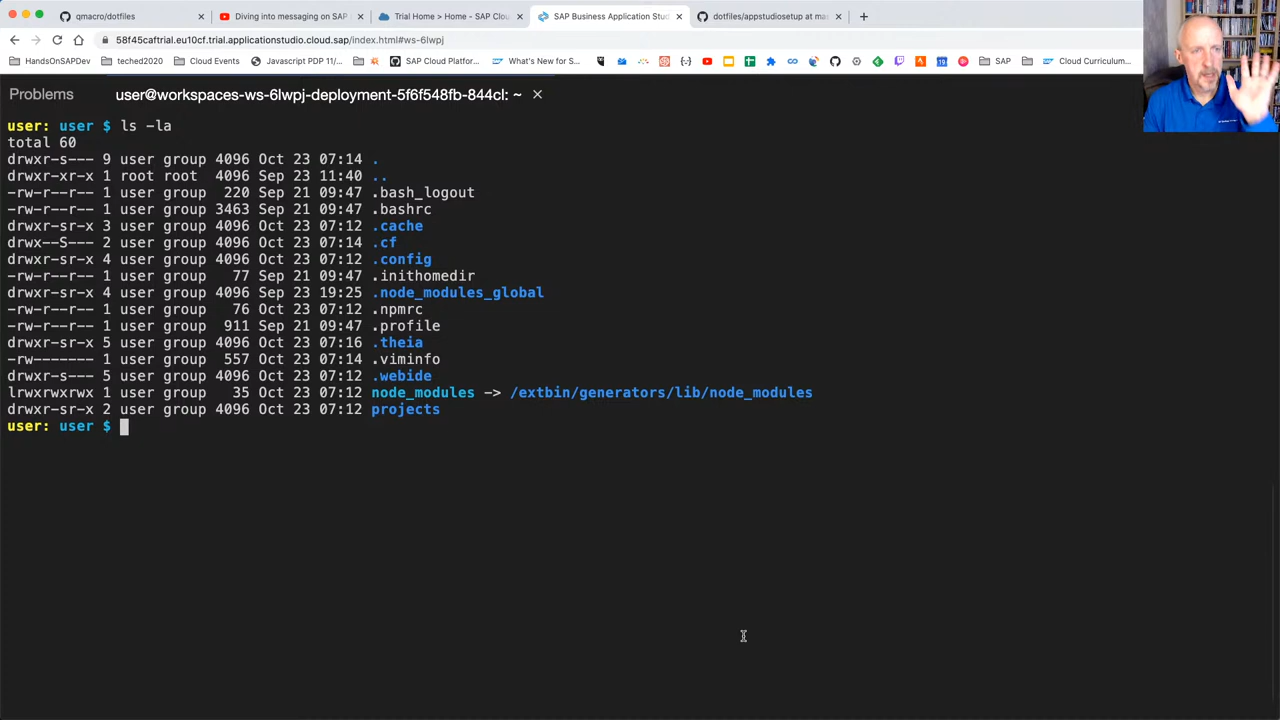 qmacro/dotfiles
Diving into messaging on SAP
Trial Home > Home - SAP Clou
SAP Business Application Stud
dotfiles/appstudiosetup at mas
58f45caftrial.eu10cf.trial.applicationstudio.cloud.sap/index.html#ws-6lwpj
HandsOnSAPDev
teched2020
Cloud Events
Javascript PDP 11/...
SAP Cloud Platfor...
What's New for S...
SAP
Cloud Curriculum...
Problems
user@workspaces-ws-6lwpj-deployment-5f6f548fb-844cl: ~
user: user $ ls -la
total 60
drwxr-s--- 9 user group 4096 Oct 23 07:14 .
drwxr-xr-x 1 root root  4096 Sep 23 11:40 ..
-rw-r--r-- 1 user group  220 Sep 21 09:47 .bash_logout
-rw-r--r-- 1 user group 3463 Sep 21 09:47 .bashrc
drwxr-sr-x 3 user group 4096 Oct 23 07:12 .cache
drwx--S--- 2 user group 4096 Oct 23 07:14 .cf
drwxr-sr-x 4 user group 4096 Oct 23 07:12 .config
-rw-r--r-- 1 user group   77 Sep 21 09:47 .inithomedir
drwxr-sr-x 4 user group 4096 Sep 23 19:25 .node_modules_global
-rw-r--r-- 1 user group   76 Oct 23 07:12 .npmrc
-rw-r--r-- 1 user group  911 Sep 21 09:47 .profile
drwxr-sr-x 5 user group 4096 Oct 23 07:16 .theia
-rw------- 1 user group  557 Oct 23 07:14 .viminfo
drwxr-s--- 5 user group 4096 Oct 23 07:12 .webide
lrwxrwxrwx 1 user group   35 Oct 23 07:12 node_modules -> /extbin/generators/lib/node_modules
drwxr-sr-x 2 user group 4096 Oct 23 07:12 projects
user: user $